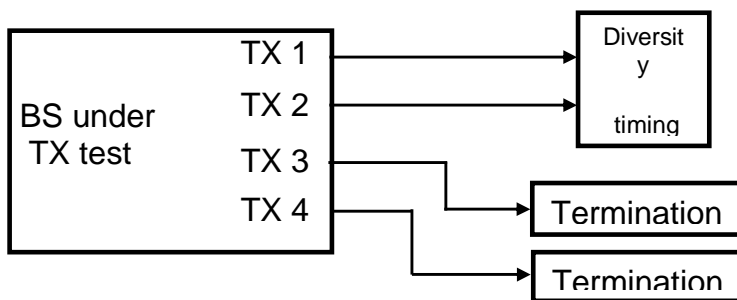 BS under
TX test
TX 1
TX 2
TX 3
TX 4
Diversit
y
timing
Termination
Termination